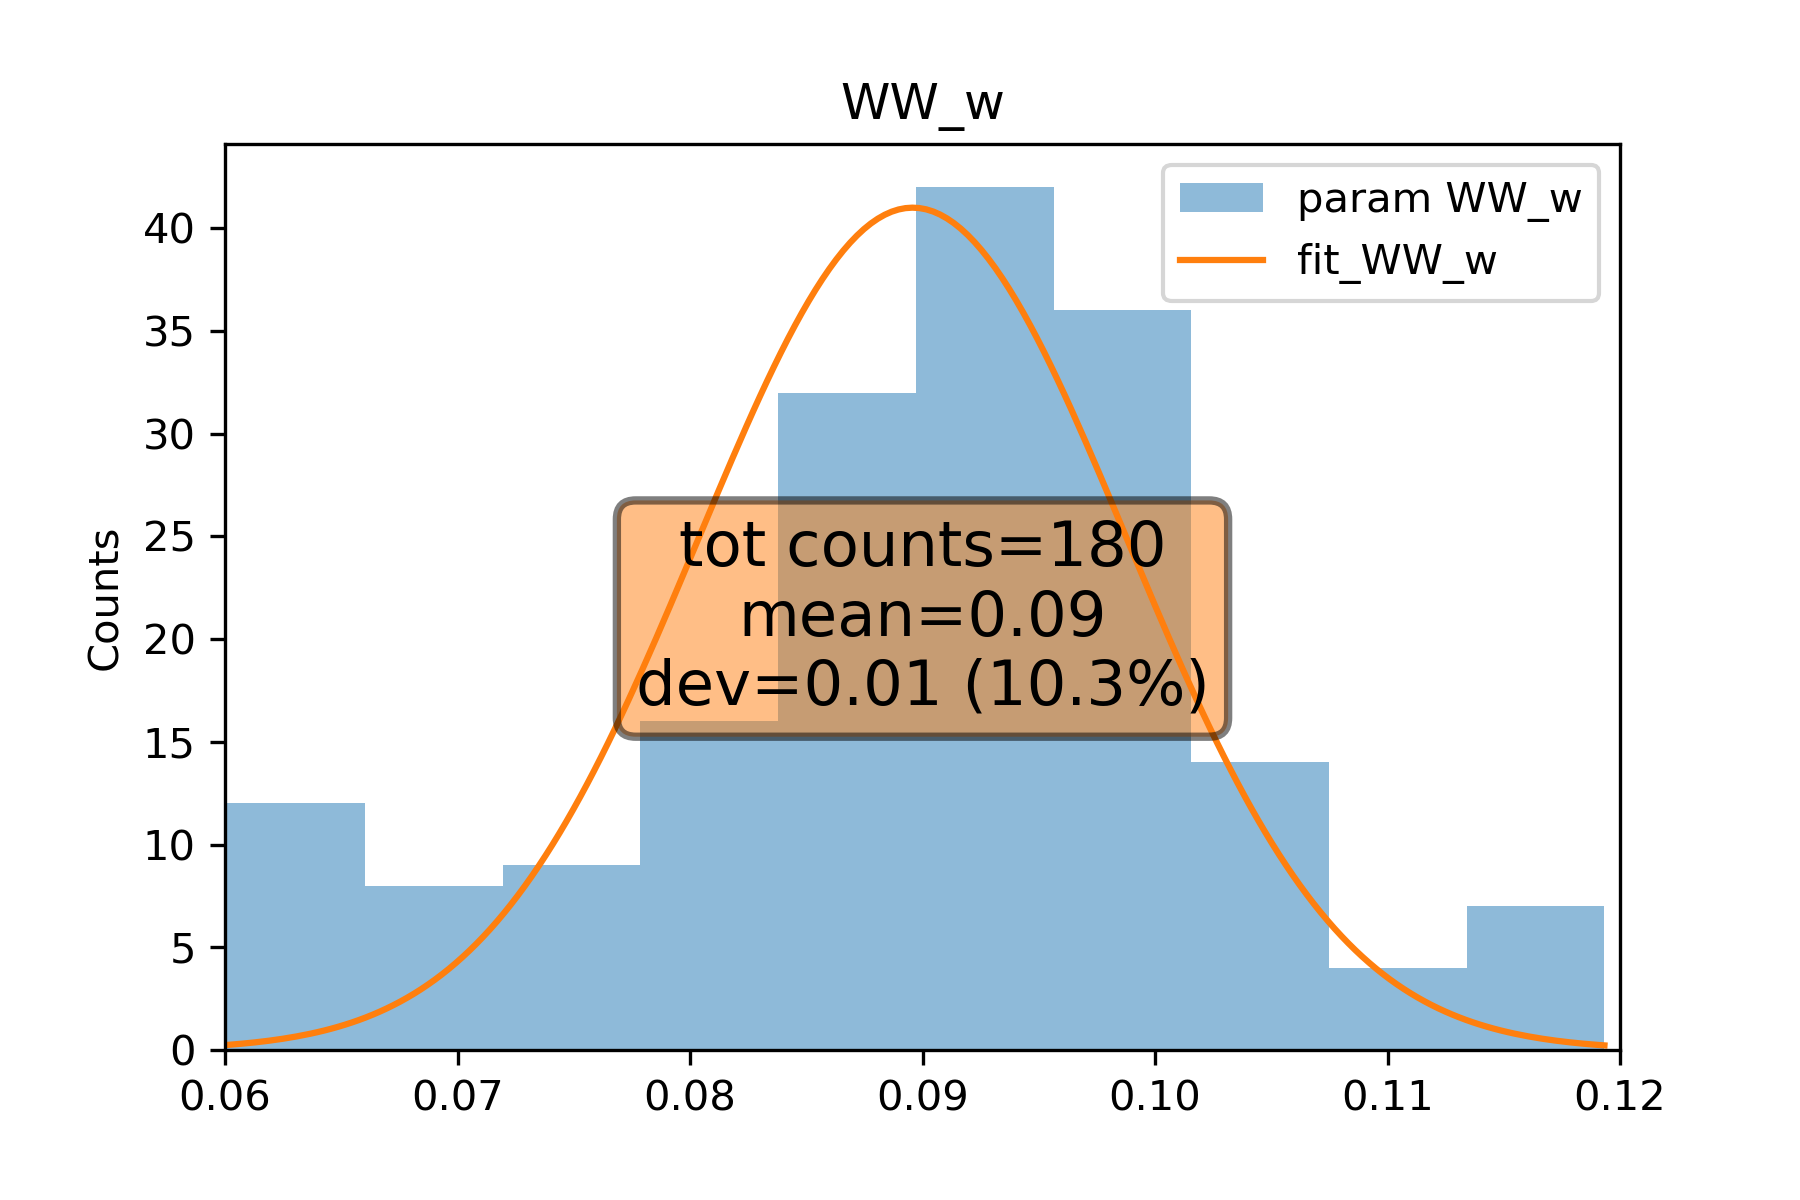 WW_w
param WW_w
fit_WW_w
Counts
40
35
30
25
20
15
10
5
0
tot counts=180
mean=0.09
dev=0.01 (10.3%)
0.06 0.07 0.08 0.09 0.10 0.11 0.12